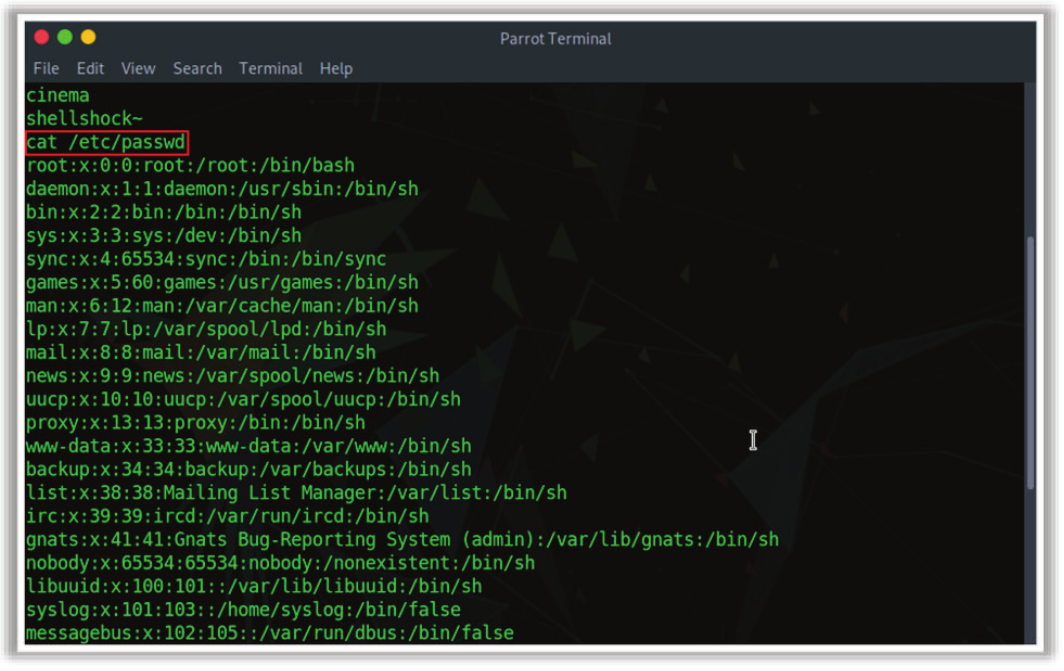 Parrot Terminal
File Edit View Search Terminal Help
cinema
shellshock~
cat /etc/passwd
root:x:0:0:root:/root:/bin/bash
daemon:x:1:1:daemon:/usr/sbin:/bin/sh
bin:x:2:2:bin:/bin:/bin/sh
sys:x:3:3:sys:/dev:/bin/sh
sync:x:4:65534:sync:/bin:/bin/sync
games:x:5:60:games:/usr/games:/bin/sh
man:x:6:12:man:/var/cache/man:/bin/sh
lp:x:7:7:lp:/var/spool/lpd:/bin/sh
mail:x:8:8:mail:/var/mail:/bin/sh
news:x:9:9:news:/var/spool/news:/bin/sh
uucp:x:10:10:uucp:/var/spool/uucp:/bin/sh
proxy:x:13:13:proxy:/bin:/bin/sh
www-data:x:33:33:www-data:/var/www:/bin/sh
backup:x:34:34:backup:/var/backups:/bin/sh
list:x:38:38:Mailing List Manager:/var/list:/bin/sh
irc:x:39:39:ircd:/var/run/ircd:/bin/sh
gnats:x:41:41:Gnats Bug-Reporting System (admin):/var/lib/gnats:/bin/sh
nobody:x:65534:65534:nobody:/nonexistent:/bin/sh
libuuid:x:100:101::/var/lib/libuuid:/bin/sh
syslog:x:101:103::/home/syslog:/bin/false
messagebus:x:102:105::/var/run/dbus:/bin/false